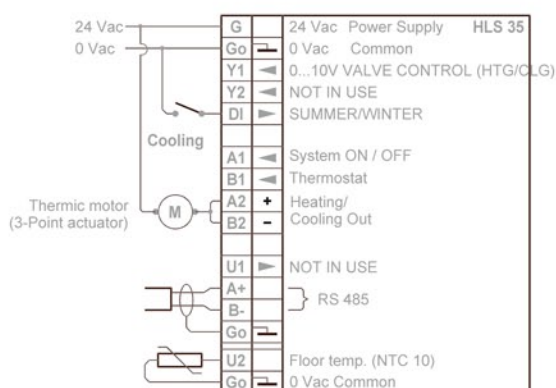 24 Vac G 24 Vac Power Supply HLS 35
0 Vac Go 0 Vac Common
Y1 0...10V VALVE CONTROL (HTG/CLG)
Y2 NOT IN USE
DI SUMMER/WINTER
Cooling
A1 System ON / OFF
B1 Thermostat
Thermic motor
(3-Point actuator)
M
A2 + Heating/
B2 - Cooling Out
U1 NOT IN USE
A+
B-
RS 485
Go
U2 Floor temp. (NTC 10)
Go 0 Vac Common